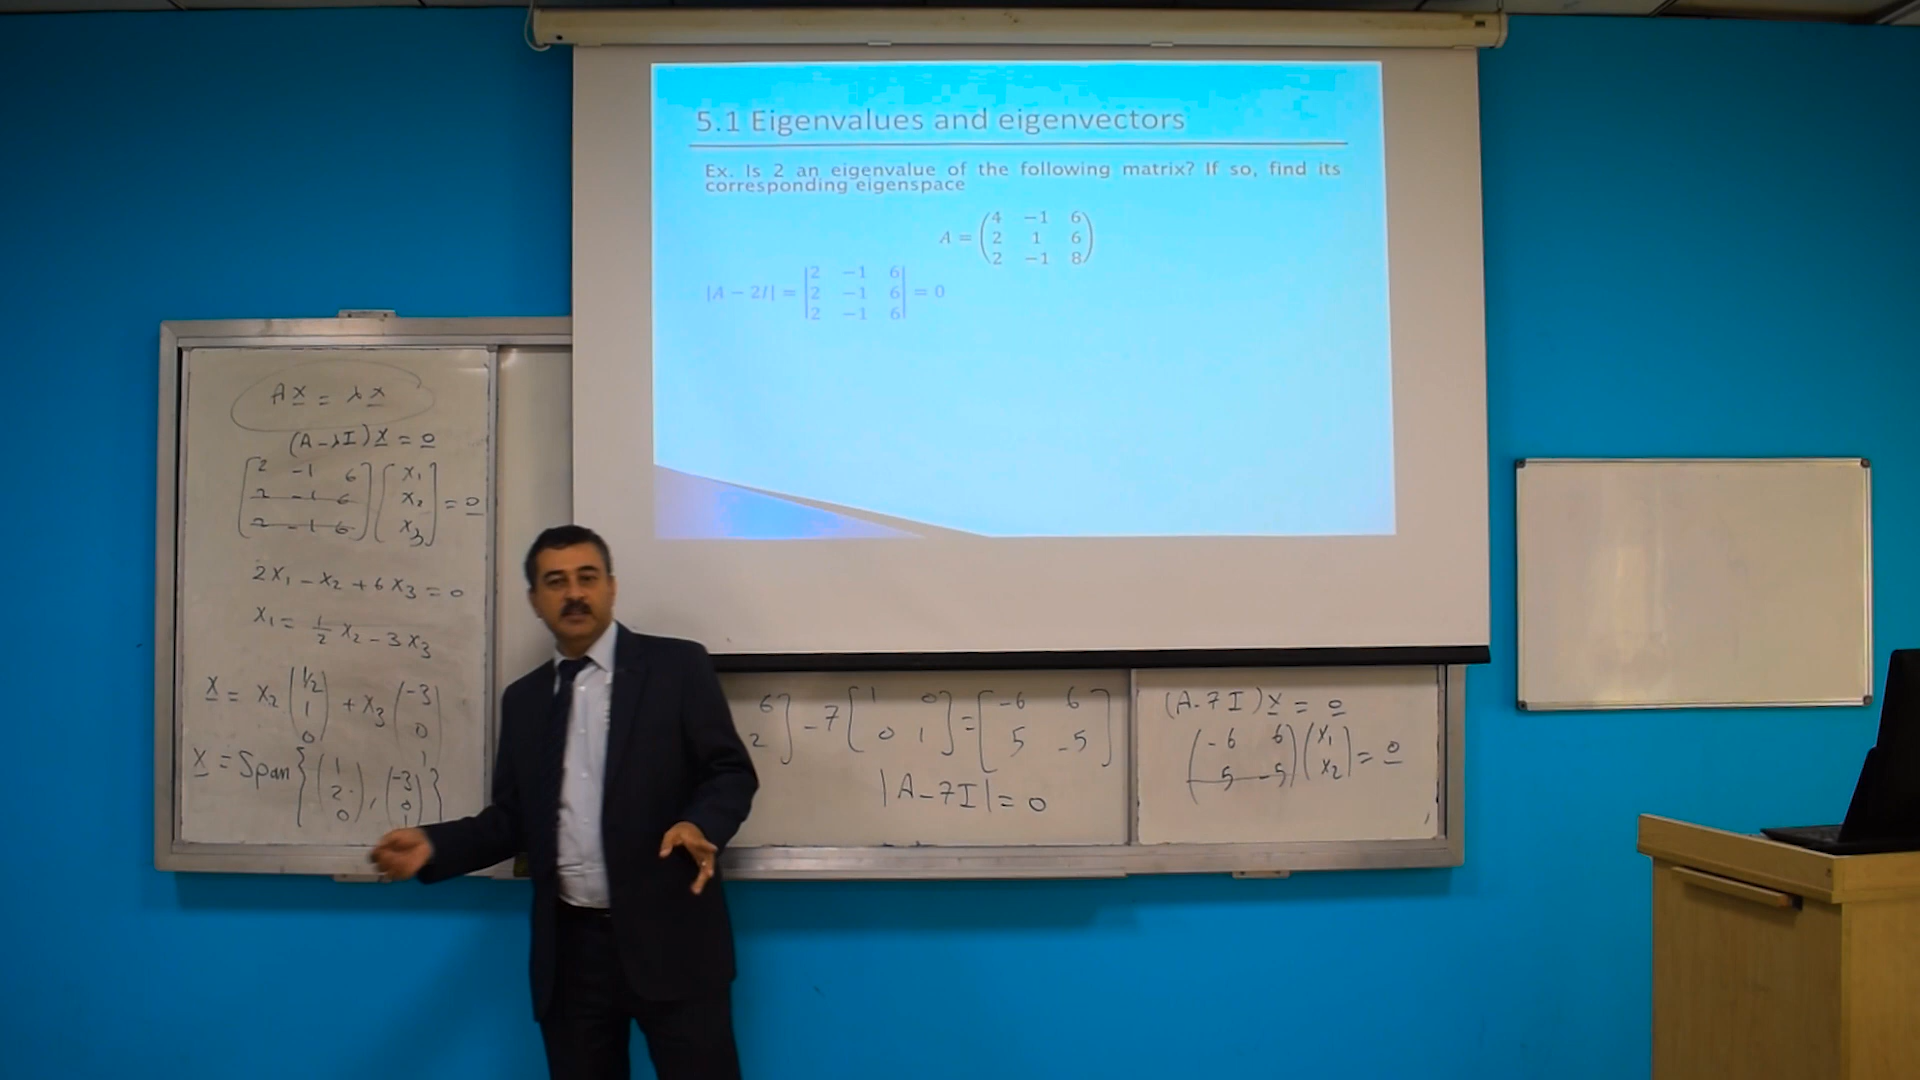 5.1 Eigenvalues and eigenvectors
Ex. Is 2 an eigenvalue of the following matrix? If so, find its
corresponding eigenspace
A = (4 −1 6
2 1 6
2 −1 8)
|A − 2I| = |2 −1 6
2 −1 6
2 −1 6| = 0
Ax = λx
(A-λI)x = 0
[2 -1 6
2 -1 6
2 -1 6] [x₁
x₂
x₃] = 0
2x₁ - x₂ + 6x₃ = 0
x₁ = 1/2 x₂ - 3x₃
x = x₂ (1/2
1
0) + x₃ (-3
0
1)
x = Span {(1
2
0), (-3
0
1)}
6
2] -7 [1 0
0 1] = [-6 6
5 -5]
|A-7I| = 0
(A-7I)x = 0
(-6 6
5 -5) (x₁
x₂) = 0